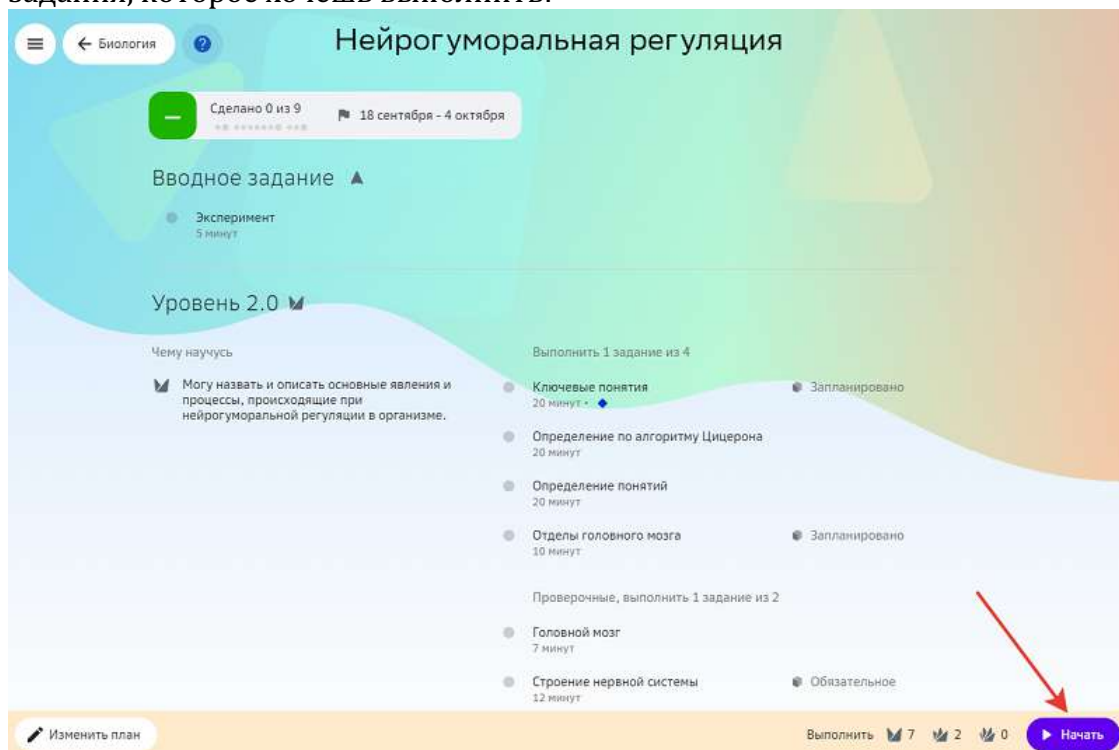 задания, которое хочешь выполнить.
← Биология
?
Нейрогуморальная регуляция
Сделано 0 из 9
18 сентября - 4 октября
Вводное задание
Эксперимент
5 минут
Уровень 2.0
Чему научусь
Могу назвать и описать основные явления и
процессы, происходящие при
нейрогуморальной регуляции в организме.
Выполнить 1 задание из 4
Ключевые понятия
Запланировано
20 минут •
Определение по алгоритму Цицерона
20 минут
Определение понятий
20 минут
Отделы головного мозга
Запланировано
10 минут
Проверочные, выполнить 1 задание из 2
Головной мозг
7 минут
Строение нервной системы
Обязательное
12 минут
Изменить план
Выполнить 7 2 0
Начать